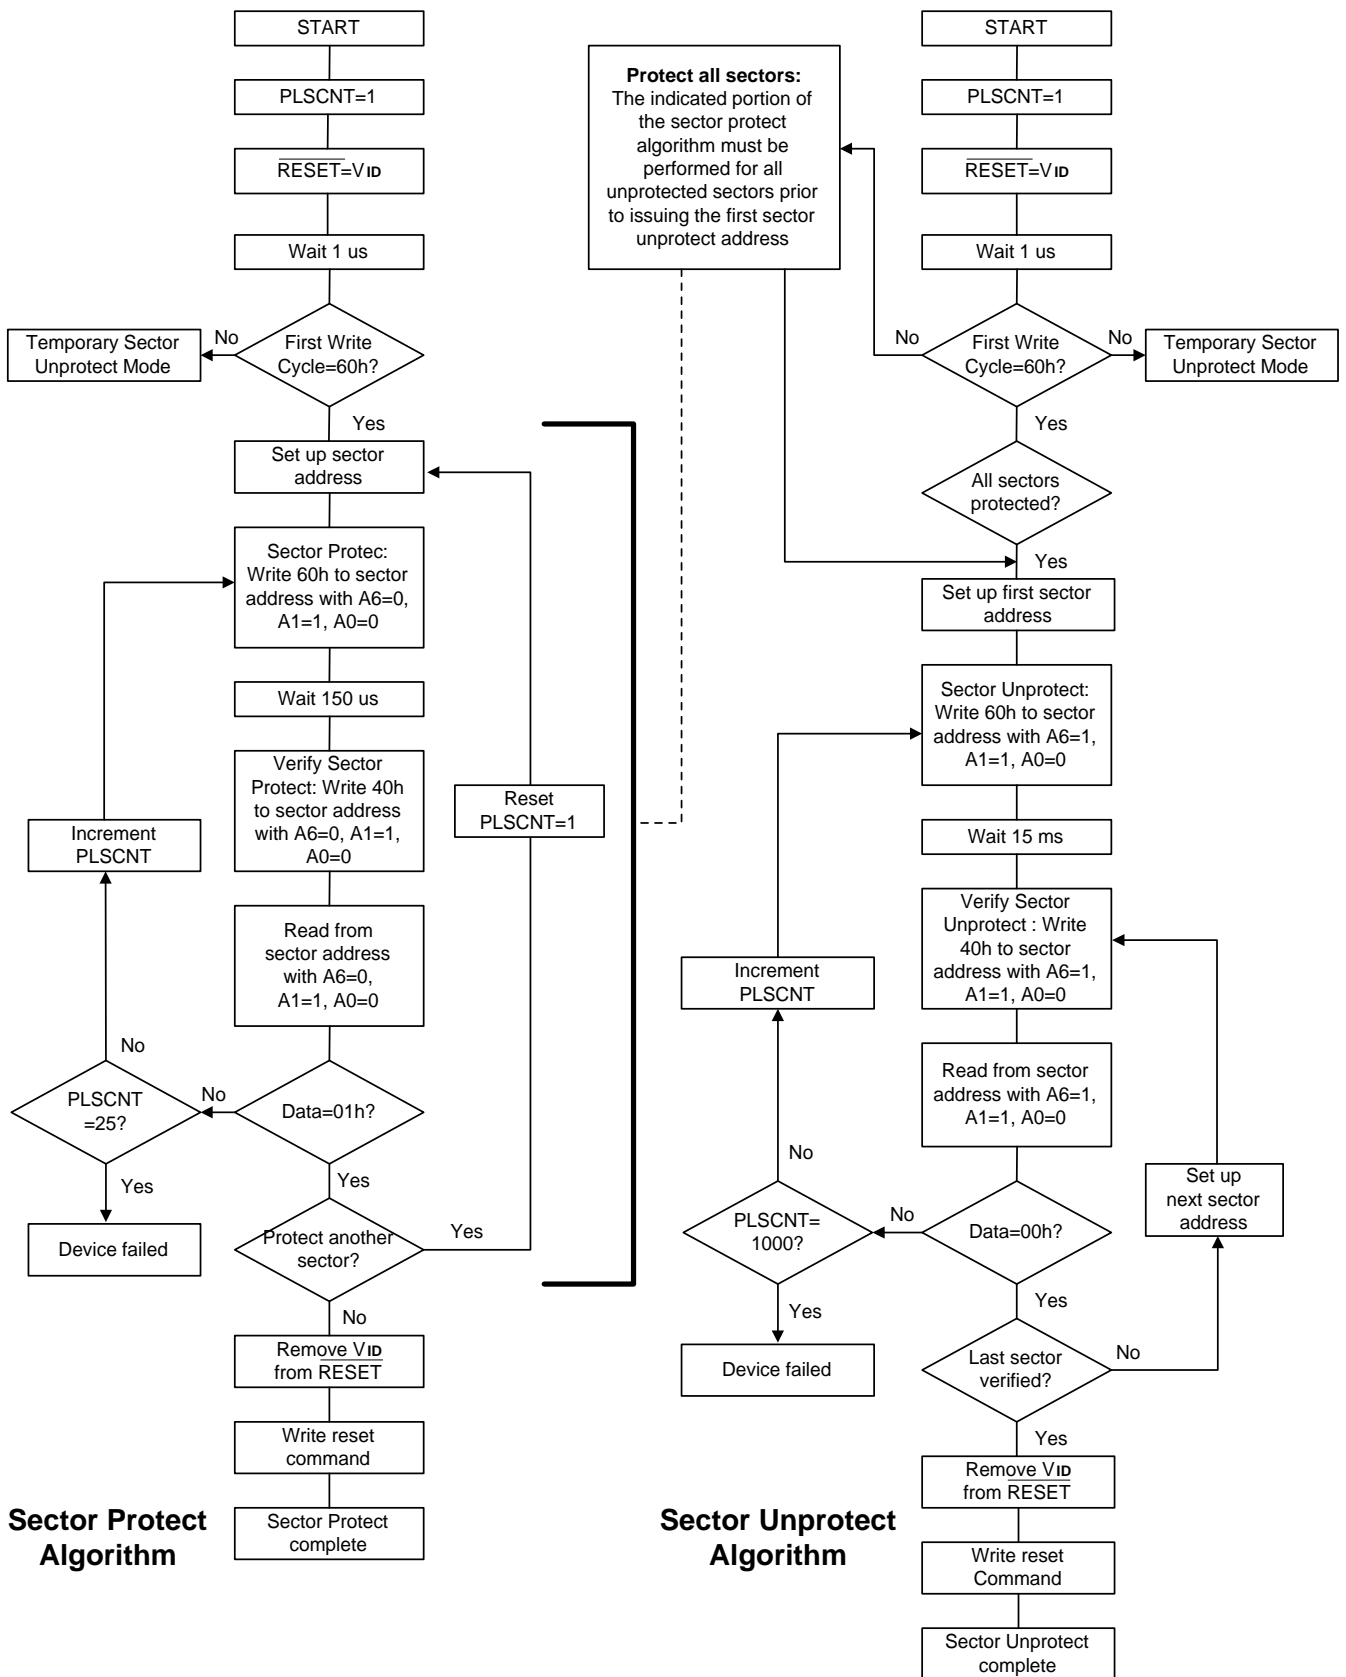 START
PLSCNT=1
RESET=VID
Wait 1 us
First Write
Cycle=60h?
No
Temporary Sector
Unprotect Mode
Yes
Set up sector
address
Sector Protec:
Write 60h to sector
address with A6=0,
A1=1, A0=0
Wait 150 us
Verify Sector
Protect: Write 40h
to sector address
with A6=0, A1=1,
A0=0
Reset
PLSCNT=1
Increment
PLSCNT
Read from
sector address
with A6=0,
A1=1, A0=0
No
PLSCNT
=25?
No
Data=01h?
Yes
Yes
Device failed
Protect another
sector?
Yes
No
Remove VID
from RESET
Write reset
command
Sector Protect
complete
Sector Protect
Algorithm
Protect all sectors:
The indicated portion of
the sector protect
algorithm must be
performed for all
unprotected sectors prior
to issuing the first sector
unprotect address
START
PLSCNT=1
RESET=VID
Wait 1 us
No
First Write
Cycle=60h?
No
Temporary Sector
Unprotect Mode
Yes
All sectors
protected?
Yes
Set up first sector
address
Sector Unprotect:
Write 60h to sector
address with A6=1,
A1=1, A0=0
Wait 15 ms
Verify Sector
Unprotect : Write
40h to sector
address with A6=1,
A1=1, A0=0
Increment
PLSCNT
Read from sector
address with A6=1,
A1=1, A0=0
No
PLSCNT=
1000?
No
Data=00h?
Set up
next sector
address
Yes
Yes
Device failed
Last sector
verified?
No
Yes
Remove VID
from RESET
Write reset
Command
Sector Unprotect
complete
Sector Unprotect
Algorithm